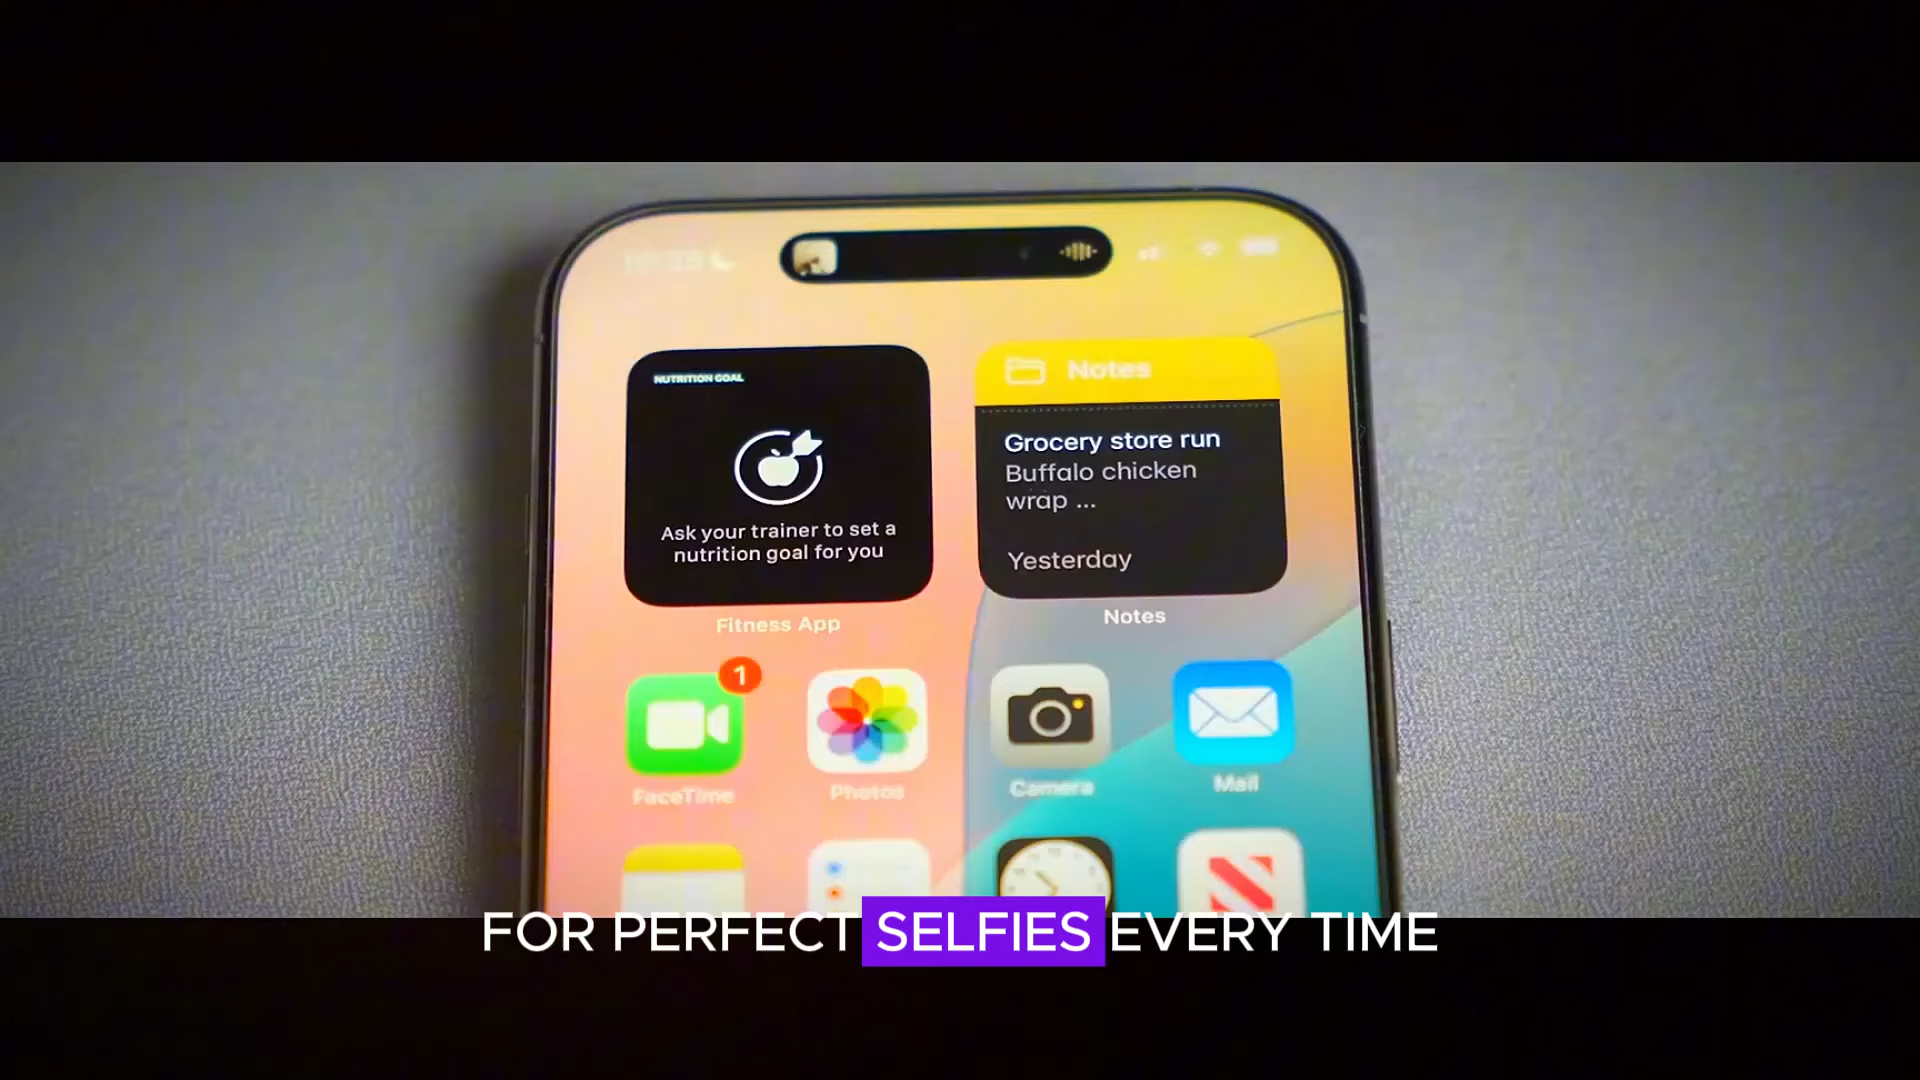 NUTRITION GOAL
Ask your trainer to set a
nutrition goal for you
Fitness App
Notes
Grocery store run
Buffalo chicken
wrap ...
Yesterday
Notes
1
FaceTime
Photos
Camera
Mail
FOR PERFECT SELFIES EVERY TIME